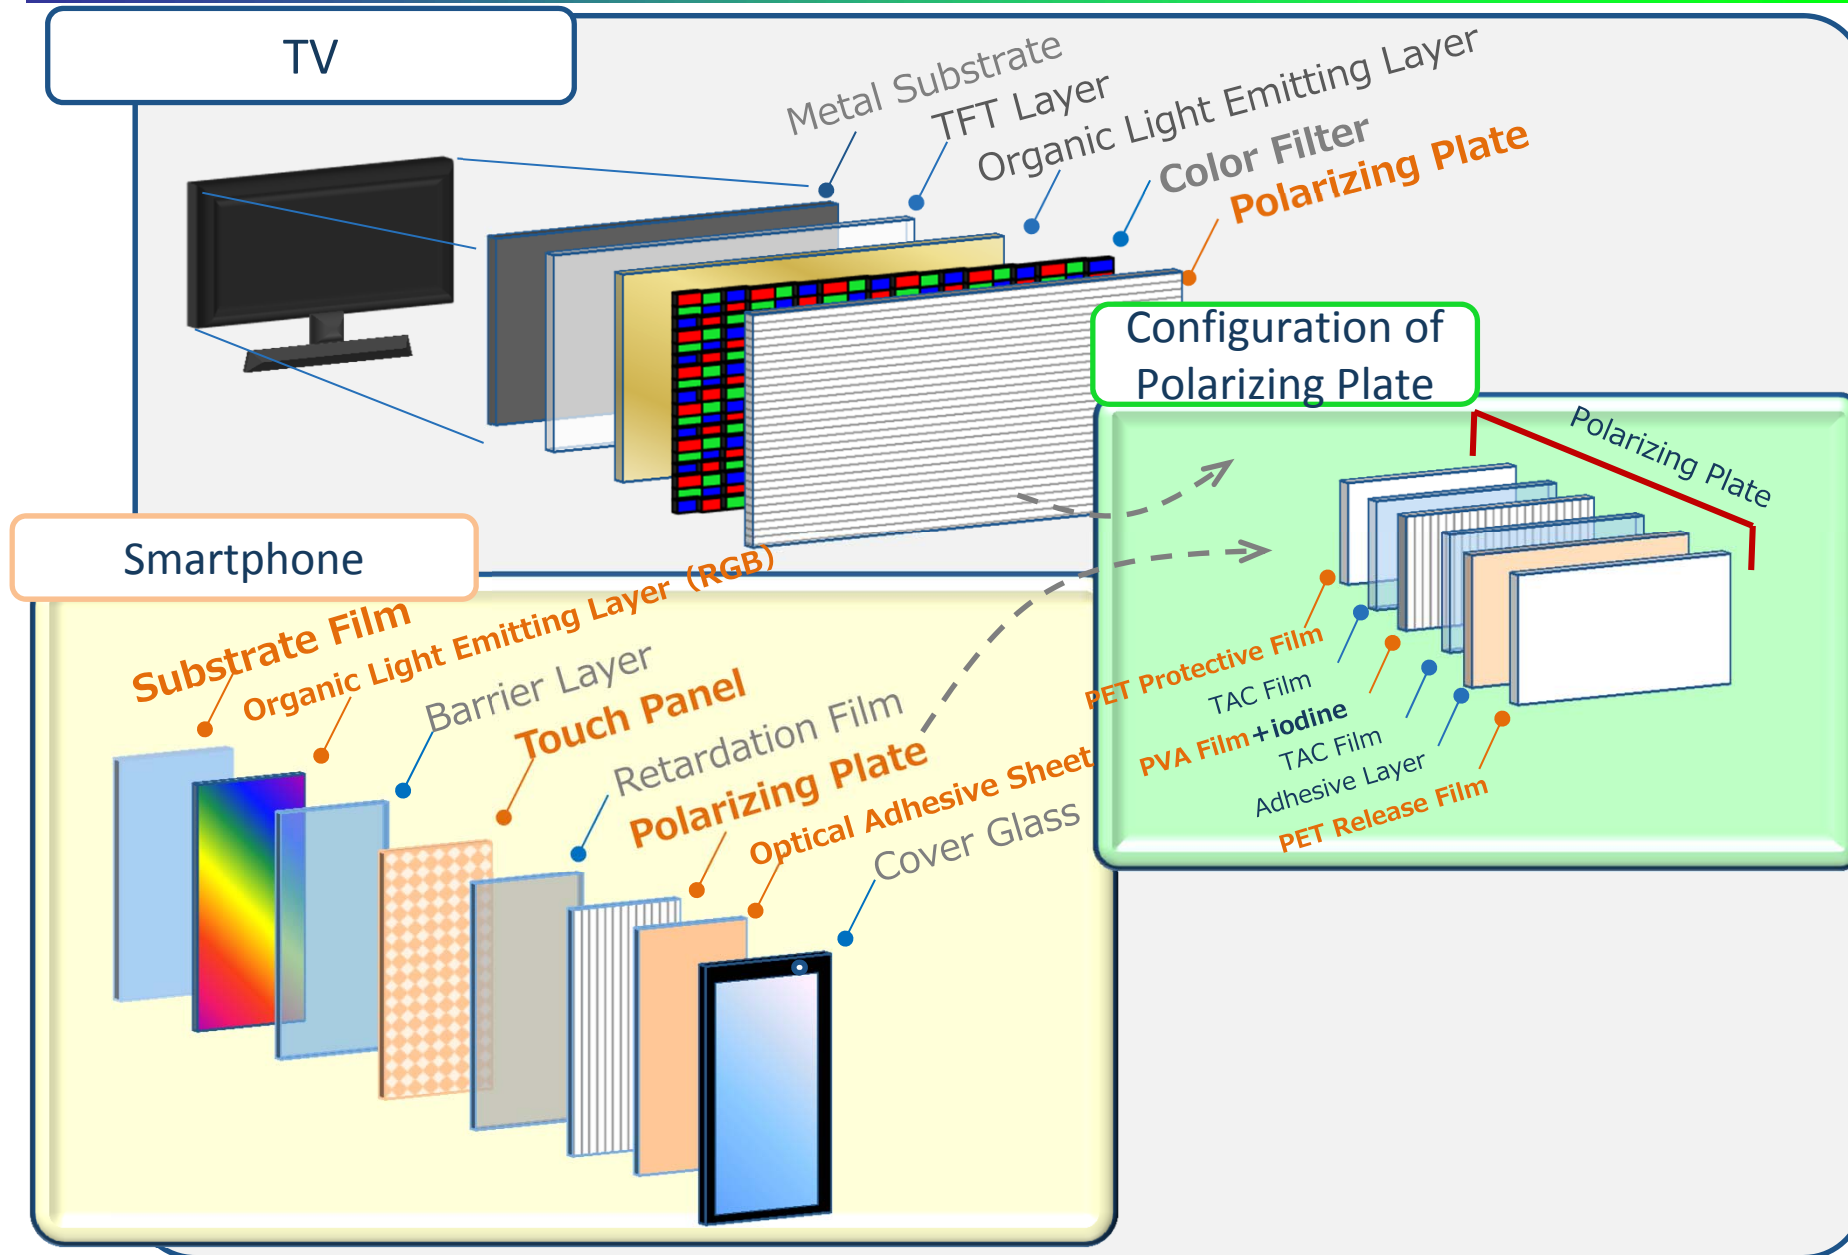 TV
Metal Substrate
TFT Layer
Organic Light Emitting Layer
Color Filter
Polarizing Plate
Configuration of
Polarizing Plate
Polarizing Plate
PET Protective Film
TAC Film
PVA Film+iodine
TAC Film
Adhesive Layer
PET Release Film
Smartphone
Substrate Film
Organic Light Emitting Layer (RGB)
Barrier Layer
Touch Panel
Retardation Film
Polarizing Plate
Optical Adhesive Sheet
Cover Glass